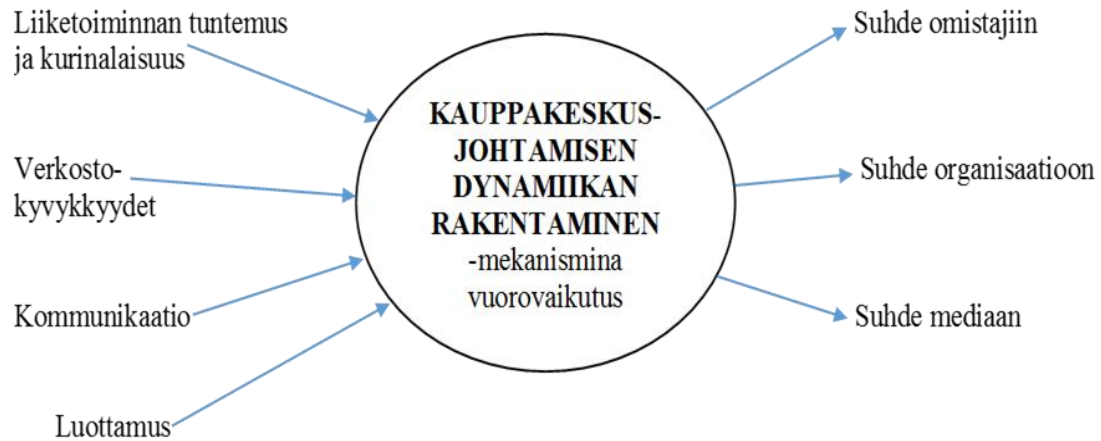 Liiketoiminnan tuntemus
ja kurinalaisuus
Verkosto-
kyvykkyydet
Kommunikaatio
Luottamus
KAUPPAKESKUS-
JOHTAMISEN
DYNAMIIKAN
RAKENTAMINEN
-mekanismina
vuorovaikutus
Suhde omistajiin
Suhde organisaatioon
Suhde mediaan